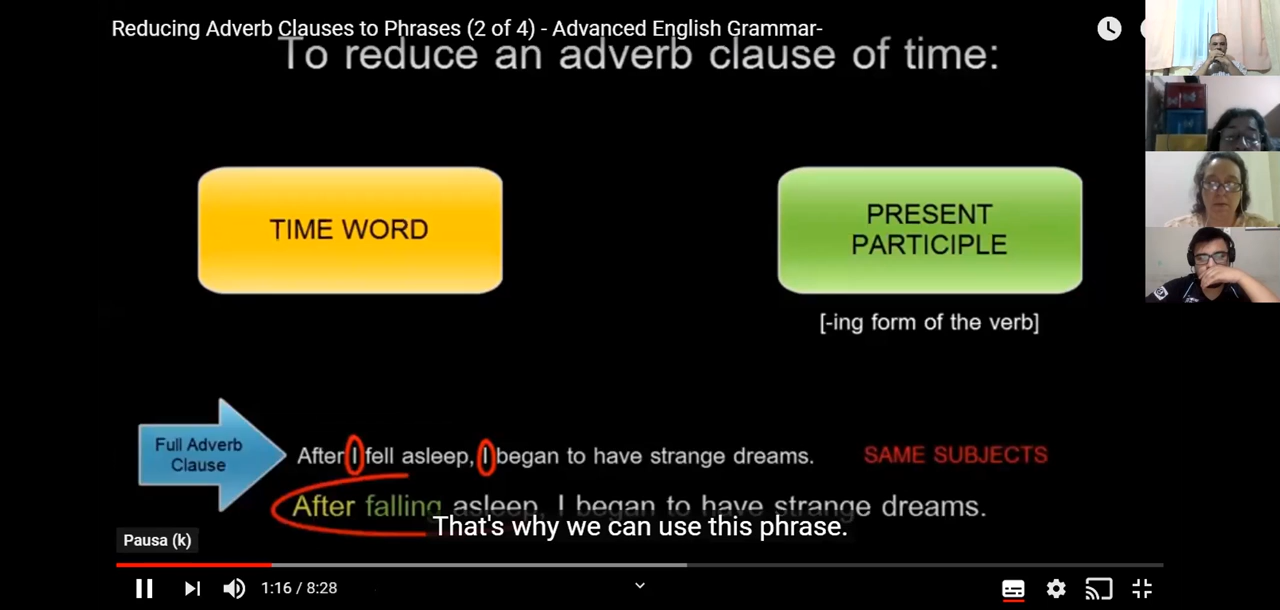 Reducing Adverb Clauses to Phrases (2 of 4) - Advanced English Grammar-
To reduce an adverb clause of time:
TIME WORD
PRESENT
PARTICIPLE
[-ing form of the verb]
Full Adverb
Clause
After I fell asleep, I began to have strange dreams.
SAME SUBJECTS
After falling asleep, I began to have strange dreams.
That's why we can use this phrase.
Pausa (k)
1:16 / 8:28